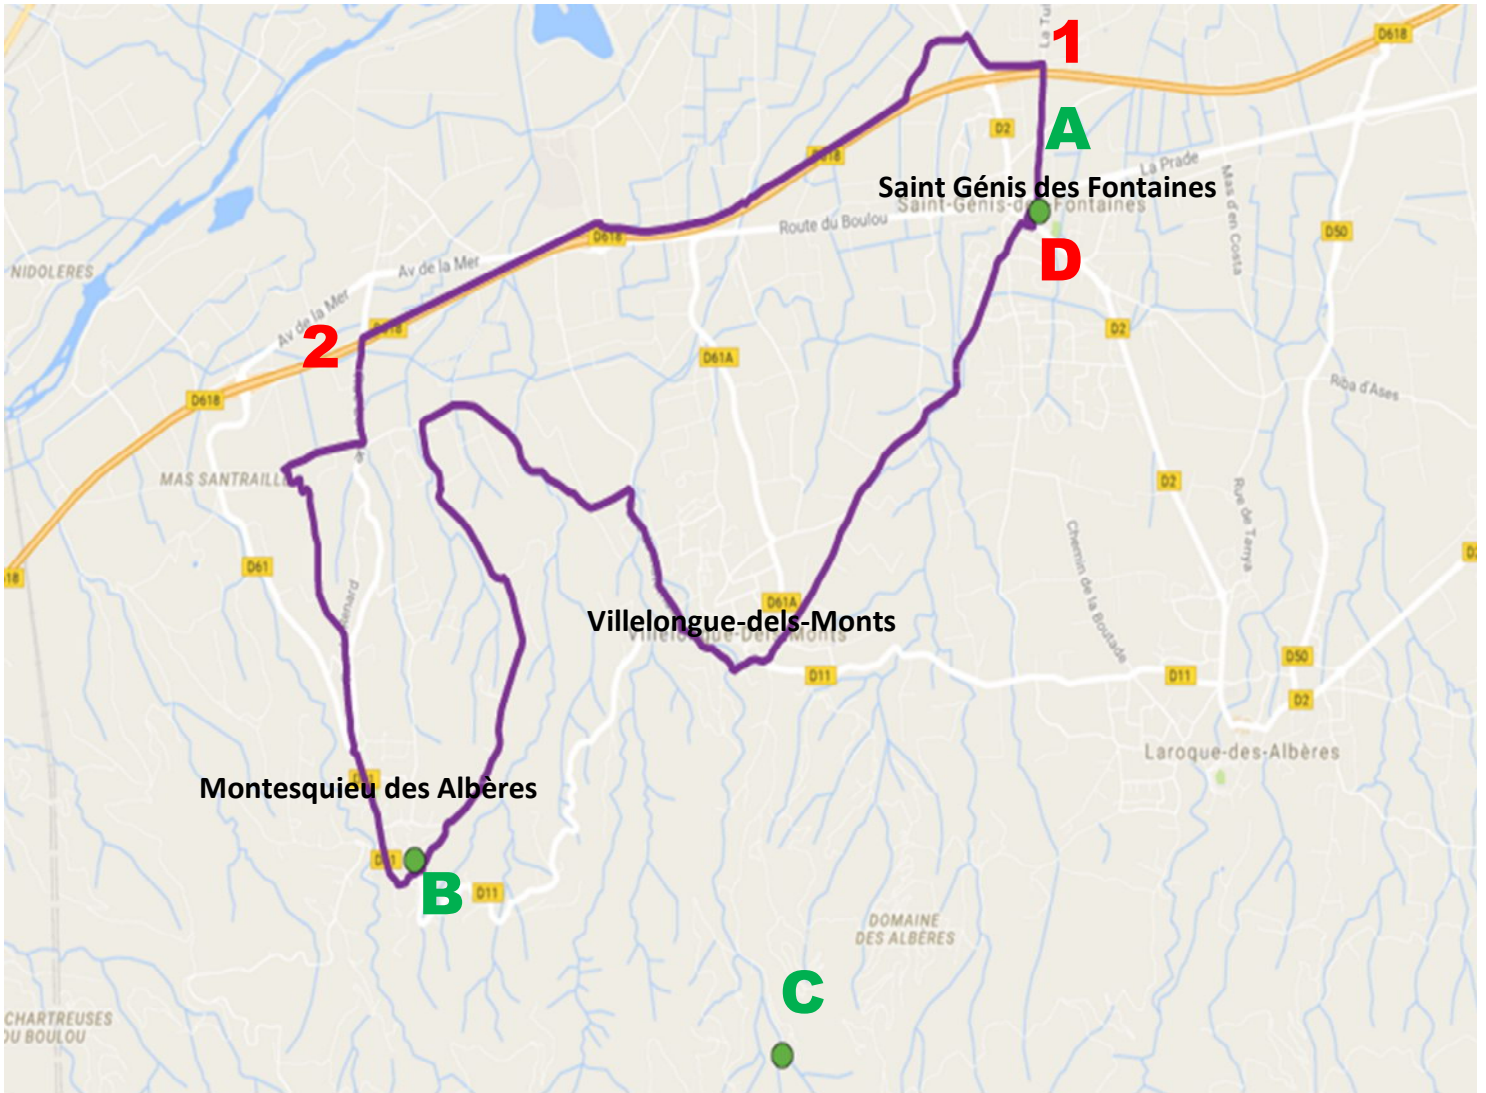 D618
La Tur
1
D2
A
La Prade
D618
Saint Génis des Fontaines
Saint-Génis-des-Fontaines
Mas d'en Costa
Route du Boulou
D50
D618
D
Av de la Mer
NIDOLERES
Av de la Mer
D618
D2
2
D61A
Riba d'Ases
D618
MAS SANTRAILLE
D2
Rue de Tanya
D61
Chemin de la Boutade
D61A
Villelongue-dels-Monts
Villelongue-Dels-Monts
D50
D11
D11
D2
Laroque-des-Albères
Montesquieu des Albères
B
D11
DOMAINE
DES ALBÈRES
C
CHARTREUSES
DU BOULOU